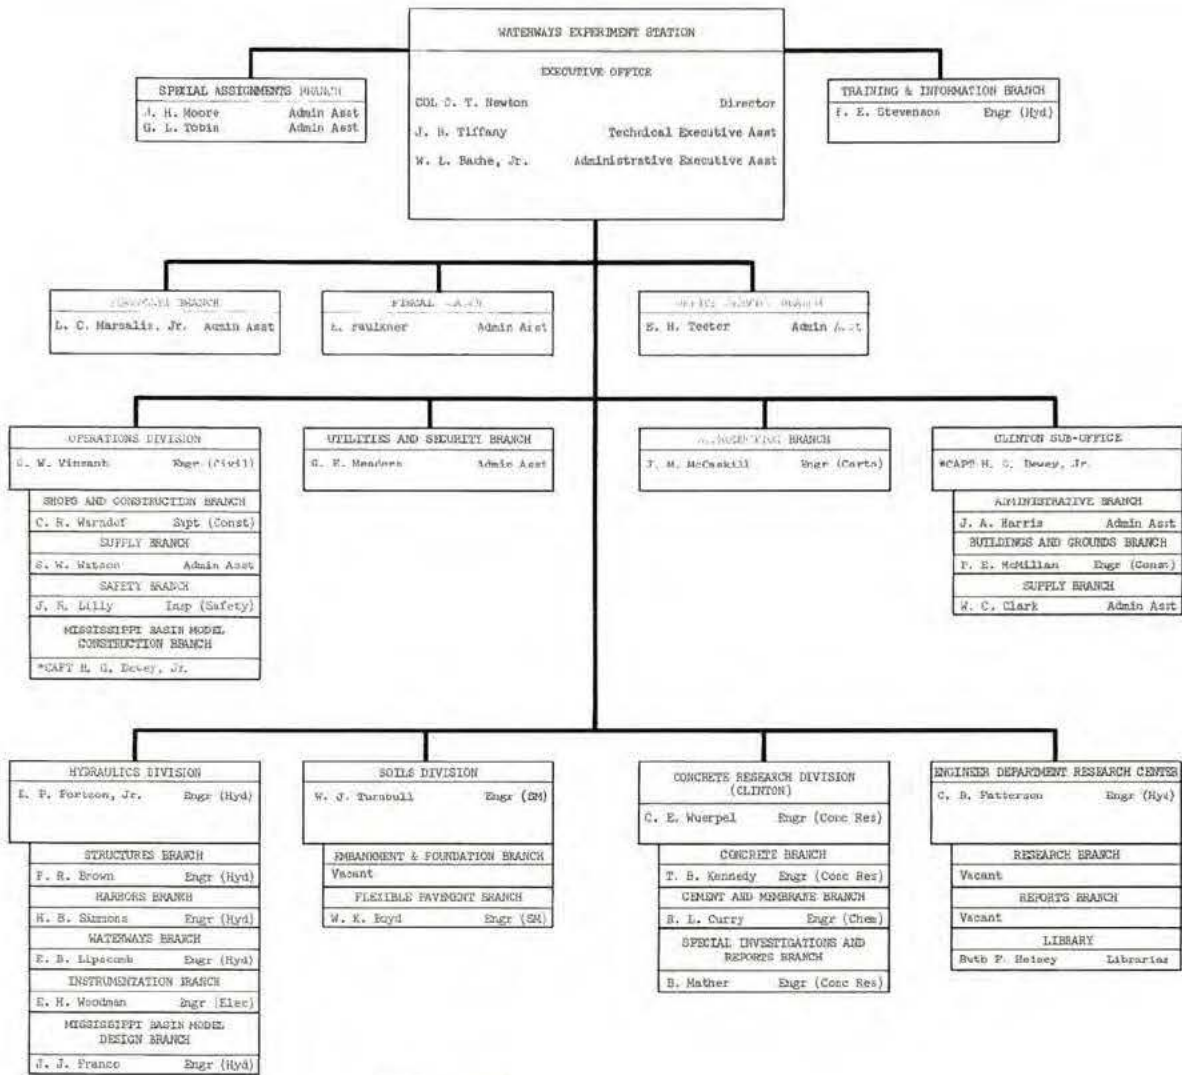 WATERWAYS EXPERIMENT STATION
EXECUTIVE OFFICE
COL C. T. Newton Director
J. B. Tiffany Technical Executive Asst
W. L. Bache, Jr. Administrative Executive Asst
SPECIAL ASSIGNMENTS BRANCH
J. H. Moore Admin Asst
G. L. Tobin Admin Asst
TRAINING & INFORMATION BRANCH
F. E. Stevenson Engr (Hyd)
PERSONNEL BRANCH
L. C. Marsalis, Jr. Admin Asst
FISCAL BRANCH
Faulkner Admin Asst
OFFICE SERVICE BRANCH
E. H. Teeter Admin Asst
OPERATIONS DIVISION
G. W. Vinzant Engr (Civil)
SHOPS AND CONSTRUCTION BRANCH
C. R. Warndof Supt (Const)
SUPPLY BRANCH
S. W. Watson Admin Asst
SAFETY BRANCH
J. R. Lilly Insp (Safety)
MISSISSIPPI BASIN MODEL
CONSTRUCTION BRANCH
*CAPT H. G. Dewey, Jr.
UTILITIES AND SECURITY BRANCH
G. E. Meaders Admin Asst
BRANCH
J. M. McCaskill Engr (Carto)
CLINTON SUB-OFFICE
*CAPT H. G. Dewey, Jr.
ADMINISTRATIVE BRANCH
J. A. Harris Admin Asst
BUILDINGS AND GROUNDS BRANCH
P. E. McMillan Engr (Const)
SUPPLY BRANCH
W. C. Clark Admin Asst
HYDRAULICS DIVISION
E. P. Fortson, Jr. Engr (Hyd)
STRUCTURES BRANCH
F. R. Brown Engr (Hyd)
HARBORS BRANCH
H. B. Simmons Engr (Hyd)
WATERWAYS BRANCH
E. B. Lipscomb Engr (Hyd)
INSTRUMENTATION BRANCH
E. H. Woodman Engr (Elec)
MISSISSIPPI BASIN MODEL
DESIGN BRANCH
J. J. Franco Engr (Hyd)
SOILS DIVISION
W. J. Turnbull Engr (SM)
EMBANKMENT & FOUNDATION BRANCH
Vacant
FLEXIBLE PAVEMENT BRANCH
W. K. Boyd Engr (SM)
CONCRETE RESEARCH DIVISION
(CLINTON)
C. E. Wuerpel Engr (Conc Res)
CONCRETE BRANCH
T. B. Kennedy Engr (Conc Res)
CEMENT AND MEMBRANE BRANCH
R. L. Curry Engr (Chem)
SPECIAL INVESTIGATIONS AND
REPORTS BRANCH
B. Mather Engr (Conc Res)
ENGINEER DEPARTMENT RESEARCH CENTER
C. B. Patterson Engr (Hyd)
RESEARCH BRANCH
Vacant
REPORTS BRANCH
Vacant
LIBRARY
Ruth F. Heisey Librarian